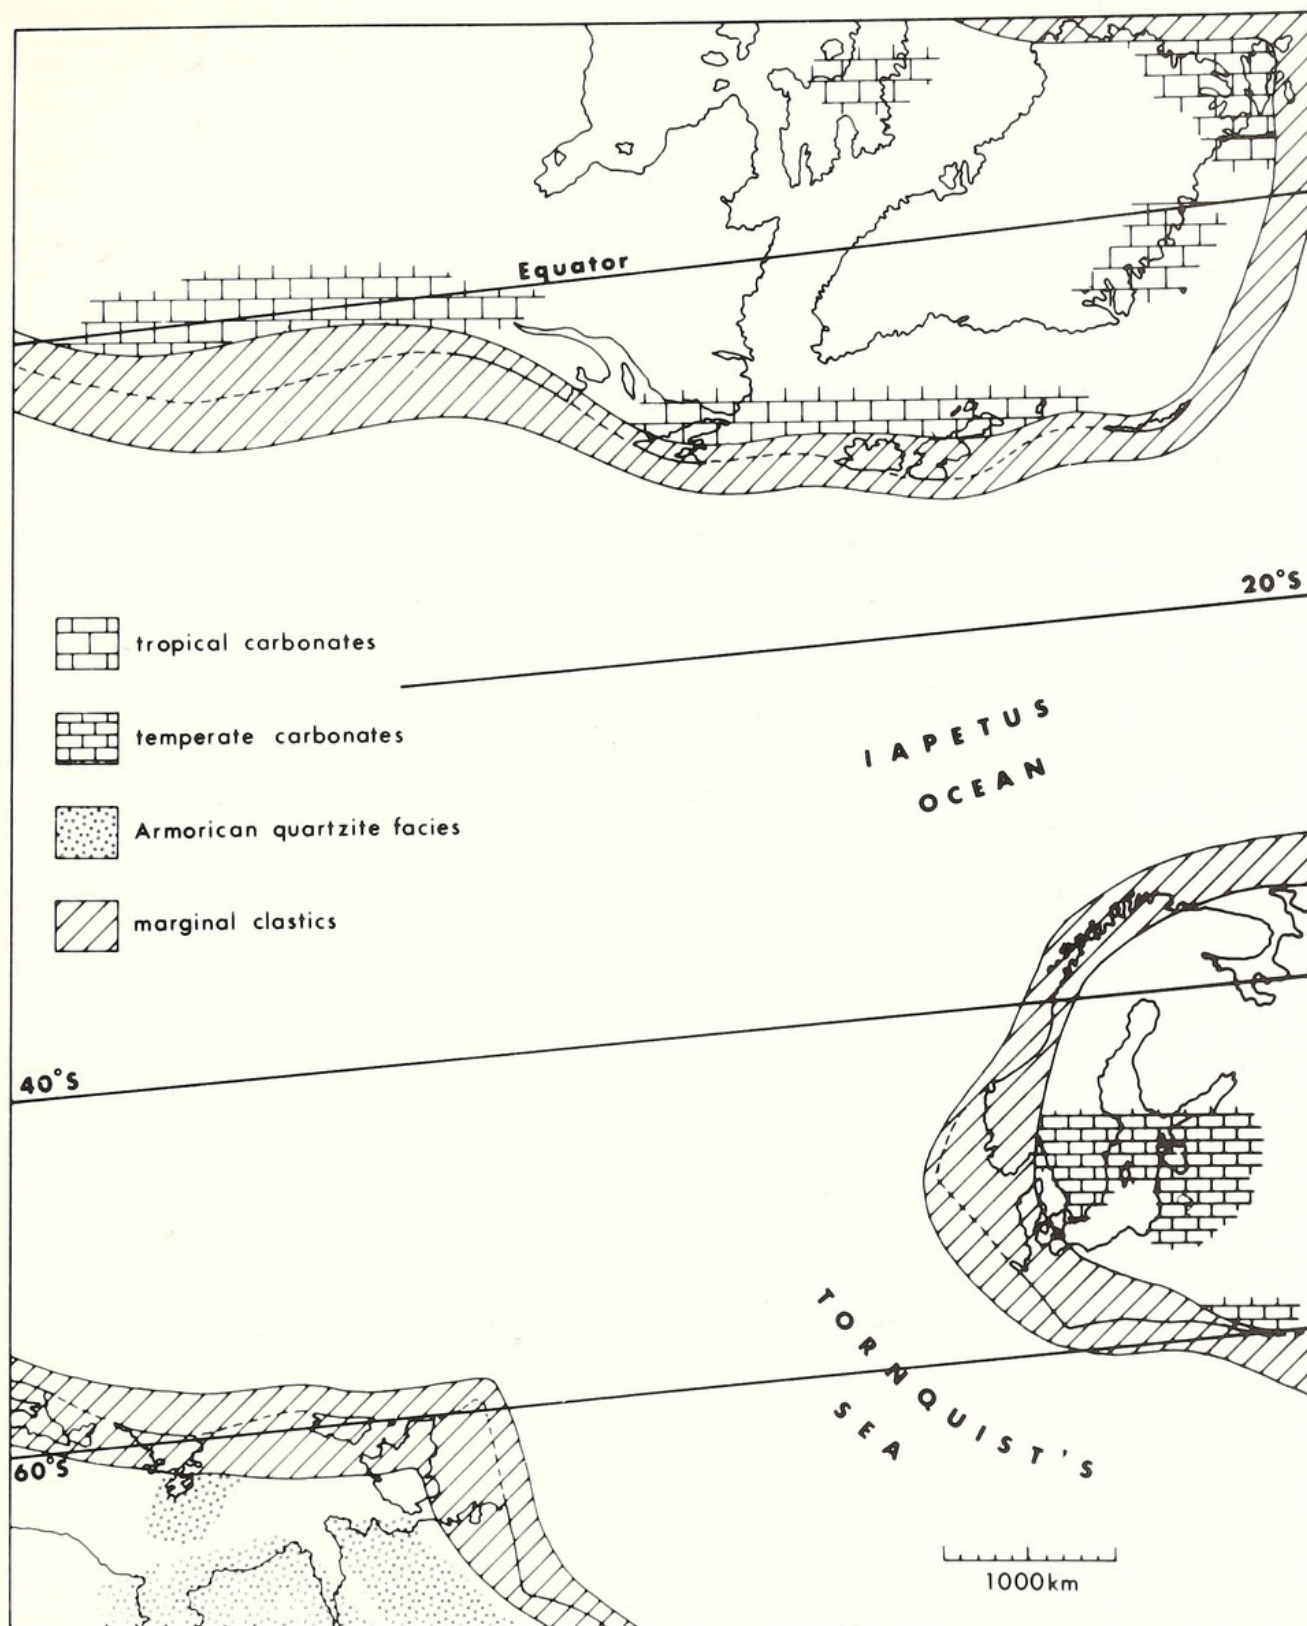 Equator
20°S
tropical carbonates
temperate carbonates
Armorican quartzite facies
marginal clastics
IAPETUS
OCEAN
40°S
TORNQUIST'S
SEA
60°S
1000km